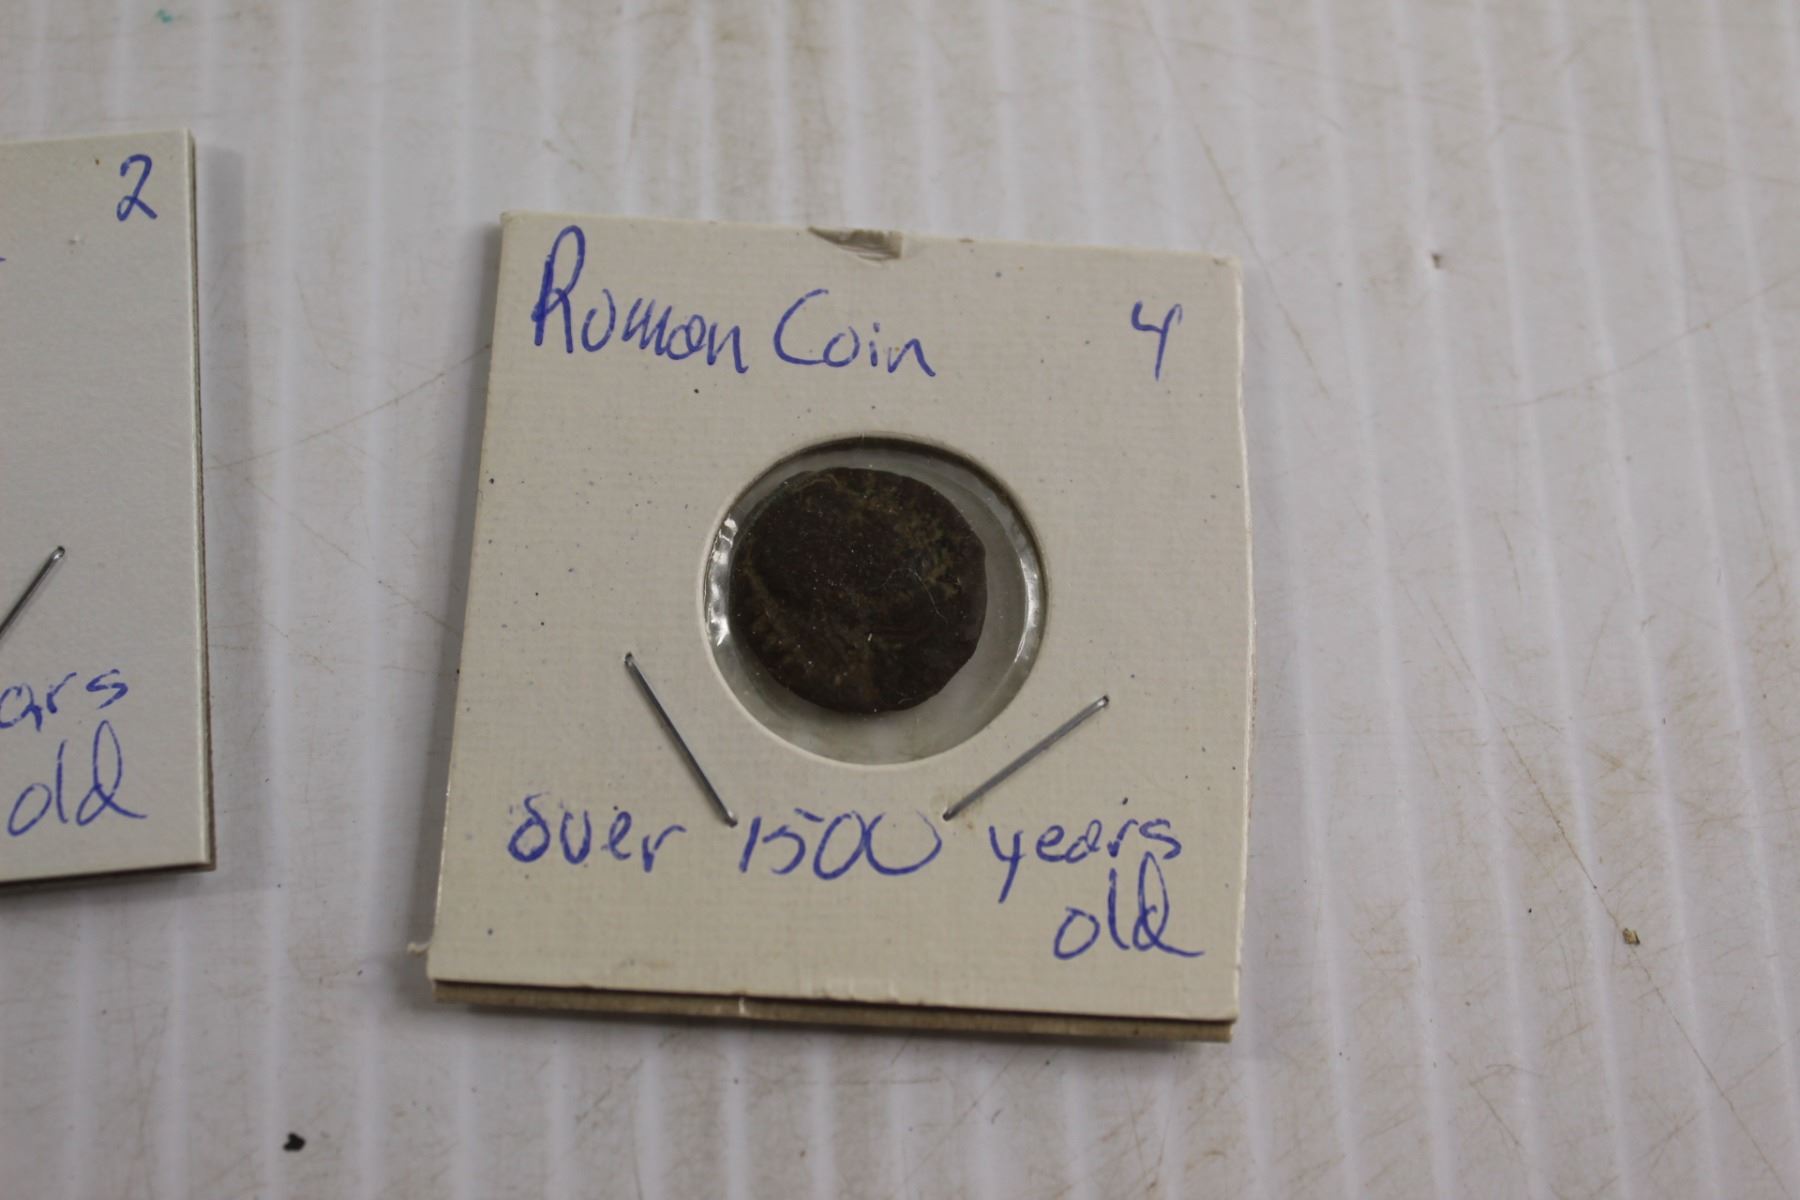 2
ars
old
Roman Coin 4
over 1500 years
old